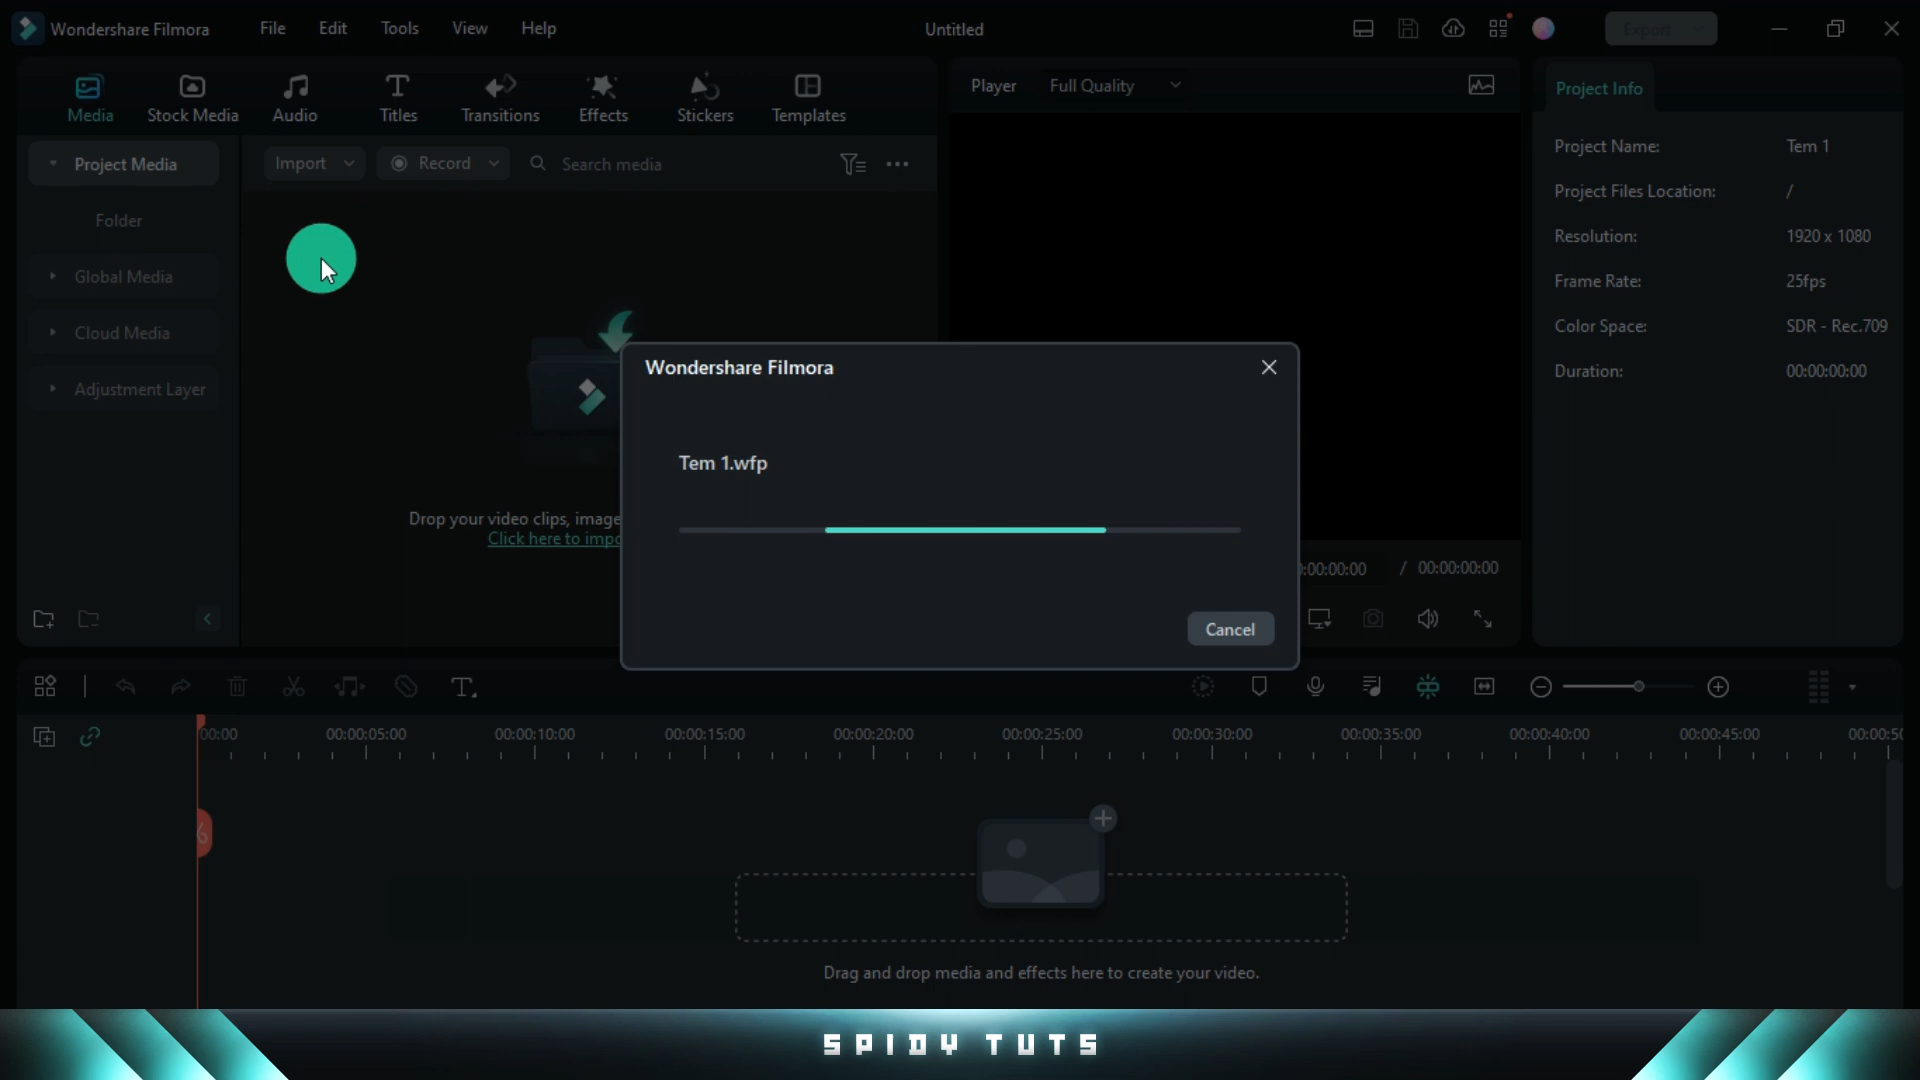 Wondershare Filmora File Edit Tools View Help Untitled Export
Media Stock Media Audio Titles Transitions Effects Stickers Templates
Player Full Quality
Project Info
Project Media
Import Record Search media
Folder
Global Media
Cloud Media
Adjustment Layer
Drop your video clips, image
Click here to impo
Project Name: Tem 1
Project Files Location: /
Resolution: 1920 x 1080
Frame Rate: 25fps
Color Space: SDR - Rec.709
Duration: 00:00:00:00
Wondershare Filmora
Tem 1.wfp
Cancel
:00:00:00 / 00:00:00:00
00:00 00:00:05:00 00:00:10:00 00:00:15:00 00:00:20:00 00:00:25:00 00:00:30:00 00:00:35:00 00:00:40:00 00:00:45:00 00:00:50
Drag and drop media and effects here to create your video.
SPIDY TUTS